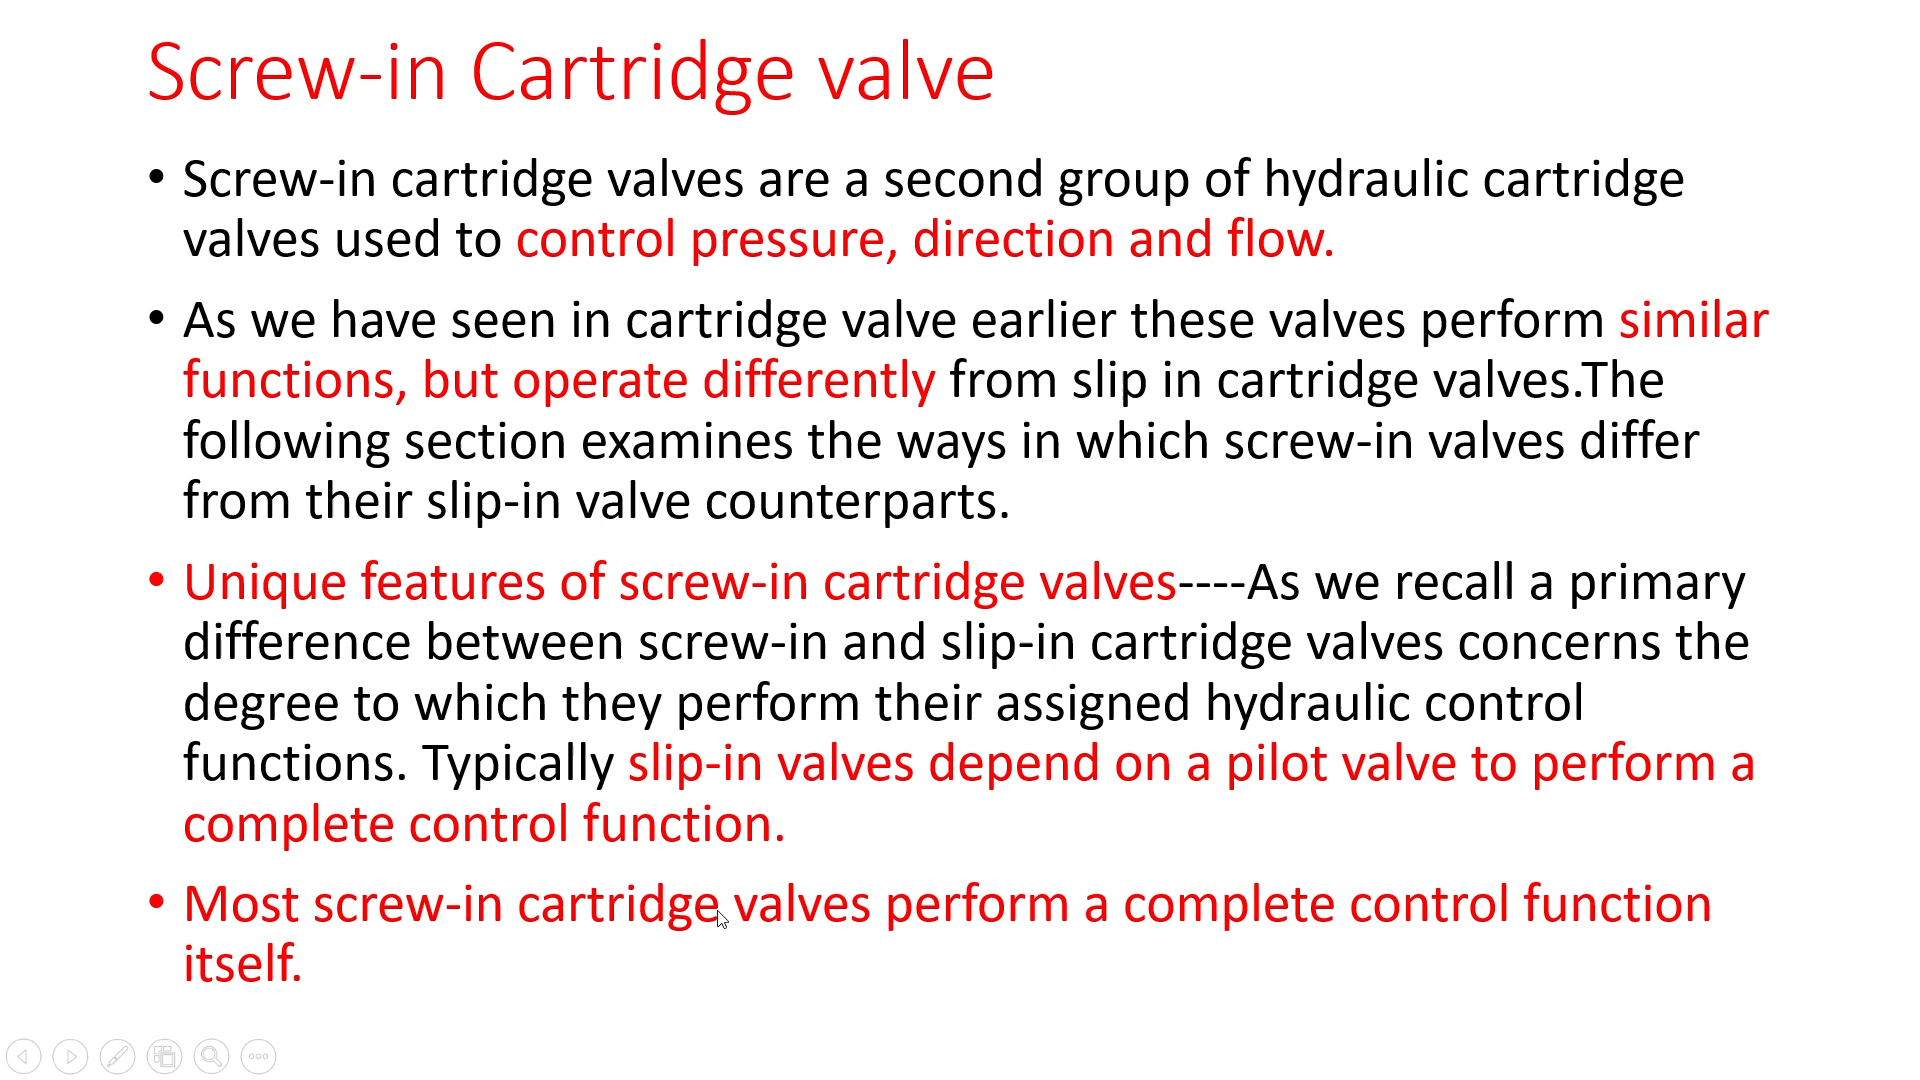 Screw-in Cartridge valve
• Screw-in cartridge valves are a second group of hydraulic cartridge
valves used to control pressure, direction and flow.
• As we have seen in cartridge valve earlier these valves perform similar
functions, but operate differently from slip in cartridge valves.The
following section examines the ways in which screw-in valves differ
from their slip-in valve counterparts.
• Unique features of screw-in cartridge valves----As we recall a primary
difference between screw-in and slip-in cartridge valves concerns the
degree to which they perform their assigned hydraulic control
functions. Typically slip-in valves depend on a pilot valve to perform a
complete control function.
• Most screw-in cartridge valves perform a complete control function
itself.